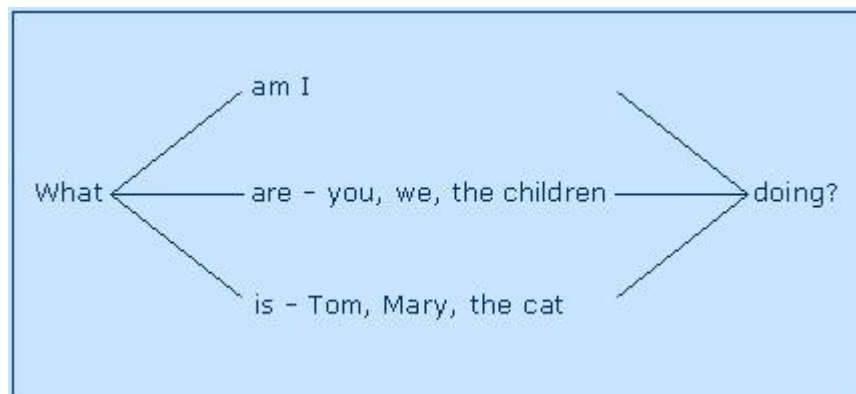 am I
What are – you, we, the children doing?
is – Tom, Mary, the cat